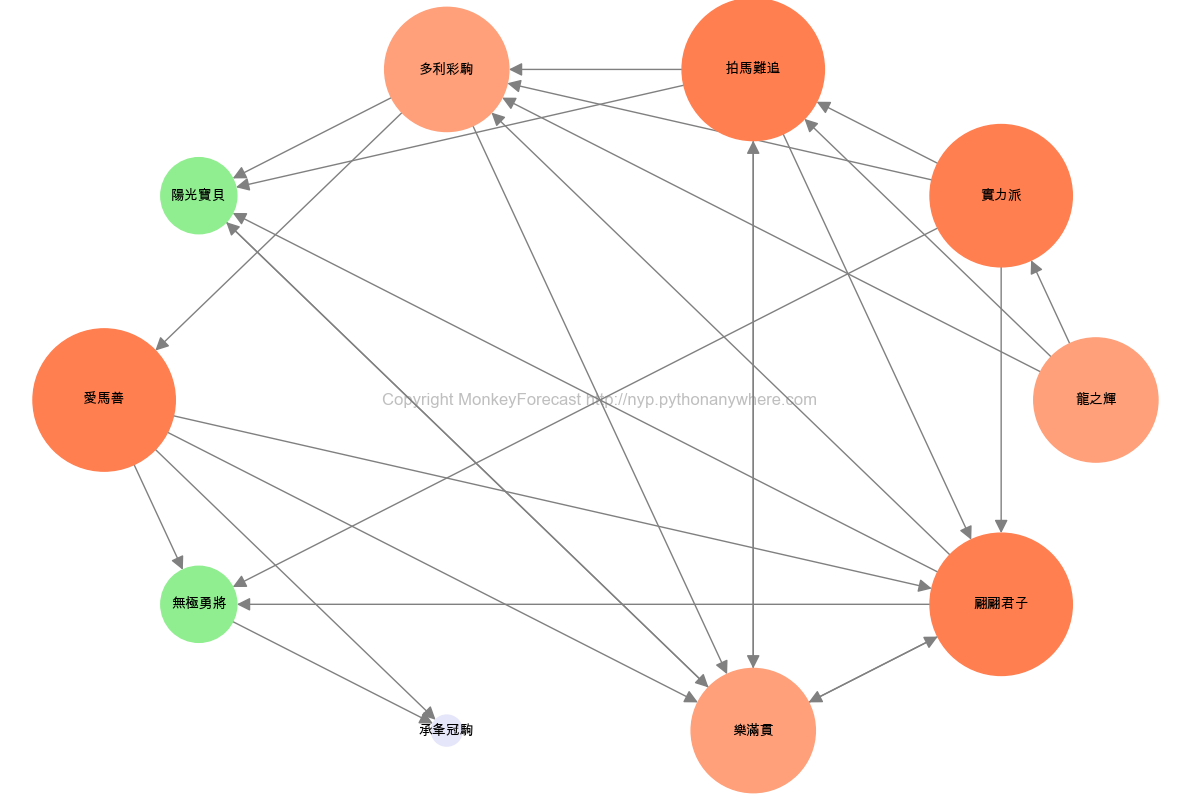 多利彩駒
拍馬難追
陽光寶貝
實力派
愛馬善
Copyright MonkeyForecast http://nyp.pythonanywhere.com
龍之輝
無極勇將
翩翩君子
承夆冠駒
樂滿貫